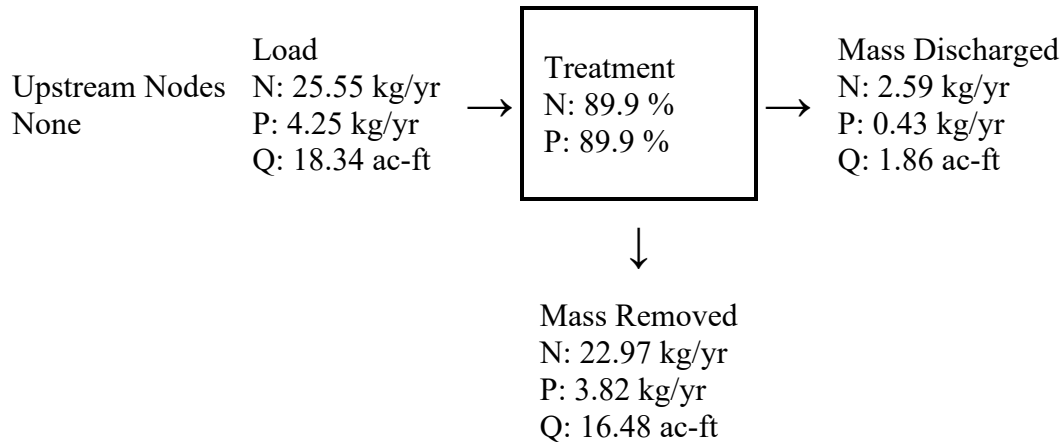 Upstream Nodes
None
Load
N: 25.55 kg/yr
P: 4.25 kg/yr
Q: 18.34 ac-ft
→
Treatment
N: 89.9 %
P: 89.9 %
→
Mass Discharged
N: 2.59 kg/yr
P: 0.43 kg/yr
Q: 1.86 ac-ft
↓
Mass Removed
N: 22.97 kg/yr
P: 3.82 kg/yr
Q: 16.48 ac-ft